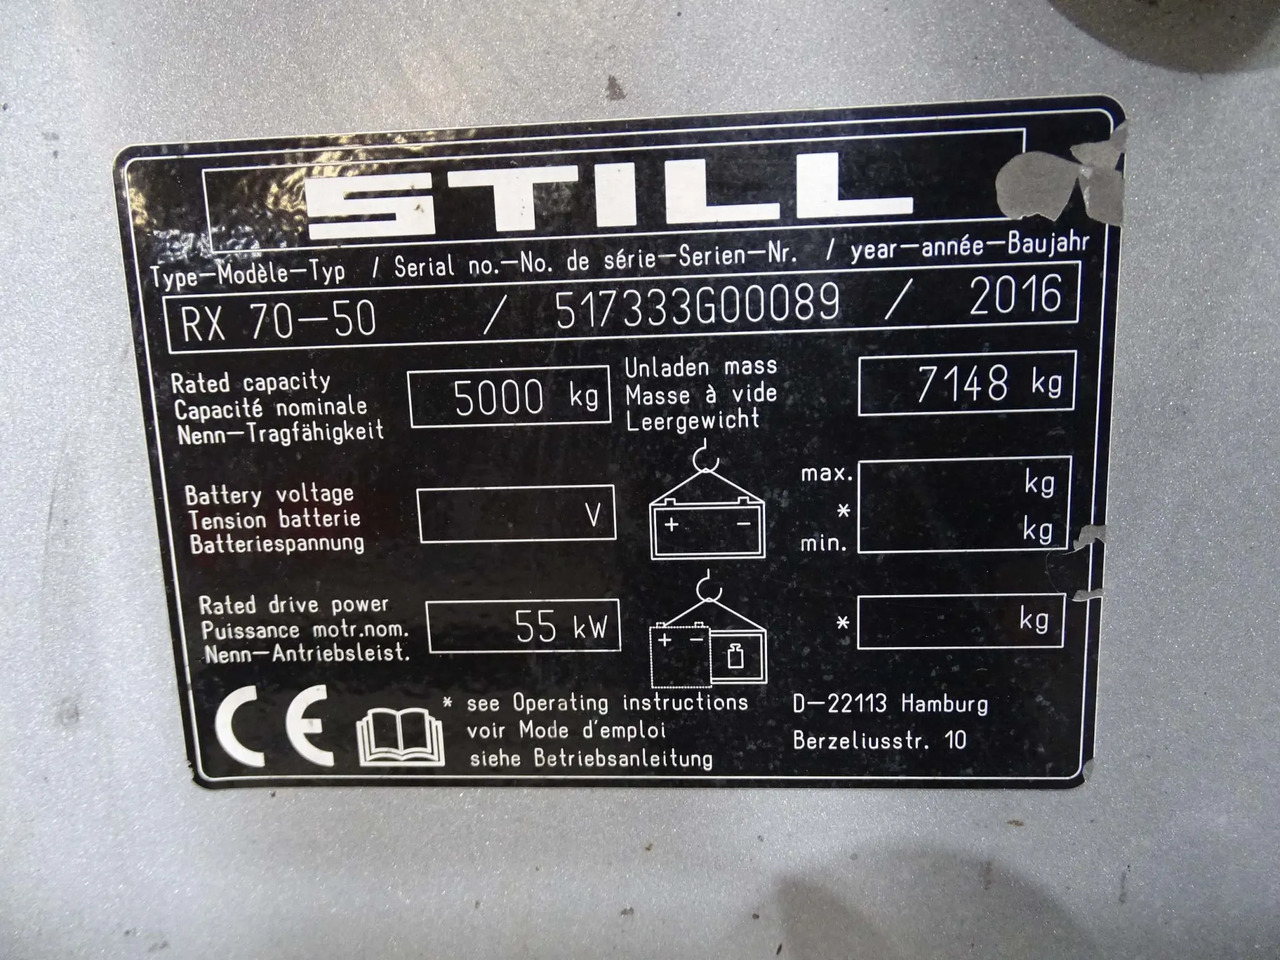 STILL
Type—Modèle—Typ / Serial no.—No. de série—Serien—Nr. / year—année—Baujahr
RX 70—50 / 517333G00089 / 2016
Rated capacity
Capacité nominale
Nenn—Tragfähigkeit
5000 kg
Unladen mass
Masse à vide
Leergewicht
7148 kg
Battery voltage
Tension batterie
Batteriespannung
V
+ −
max. kg
*
min. kg
Rated drive power
Puissance motr.nom.
Nenn—Antriebsleist.
55 kW
+ −
* kg
CE
* see Operating instructions
voir Mode d'emploi
siehe Betriebsanleitung
D—22113 Hamburg
Berzeliusstr. 10